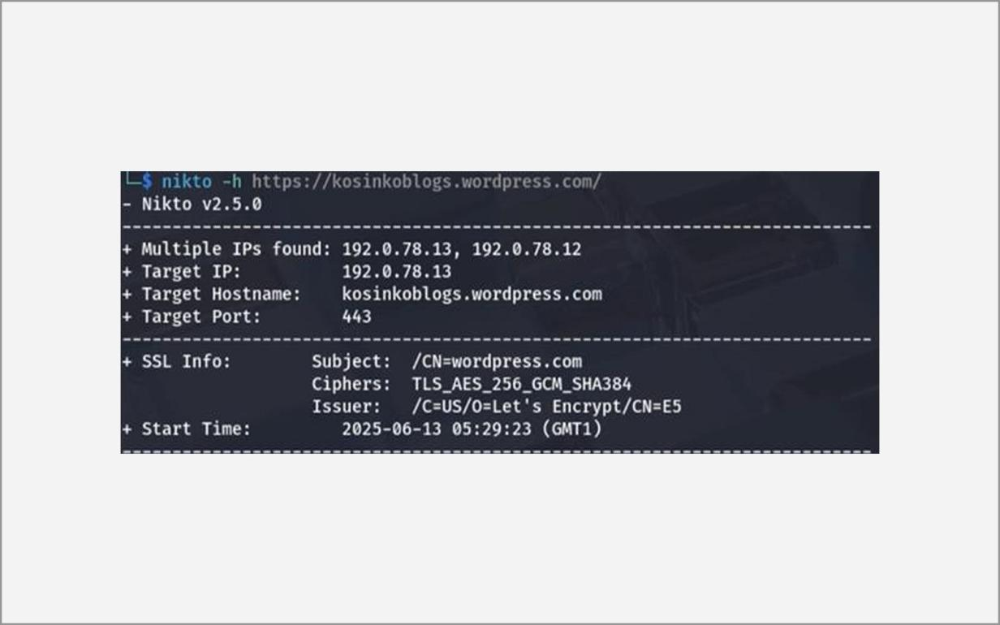 └─$ nikto -h https://kosinkoblogs.wordpress.com/
- Nikto v2.5.0
---------------------------------------------------------------------------
+ Multiple IPs found: 192.0.78.13, 192.0.78.12
+ Target IP:          192.0.78.13
+ Target Hostname:    kosinkoblogs.wordpress.com
+ Target Port:        443
---------------------------------------------------------------------------
+ SSL Info:        Subject:  /CN=wordpress.com
                   Ciphers:  TLS_AES_256_GCM_SHA384
                   Issuer:   /C=US/O=Let's Encrypt/CN=E5
+ Start Time:         2025-06-13 05:29:23 (GMT1)
---------------------------------------------------------------------------